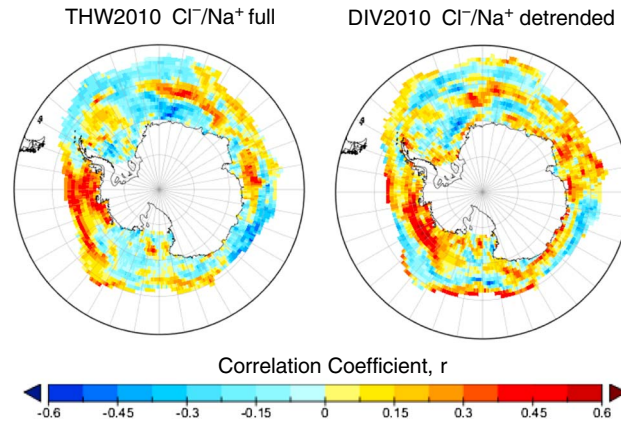 THW2010 Cl⁻/Na⁺ full
DIV2010 Cl⁻/Na⁺ detrended
Correlation Coefficient, r
-0.6 -0.45 -0.3 -0.15 0 0.15 0.3 0.45 0.6